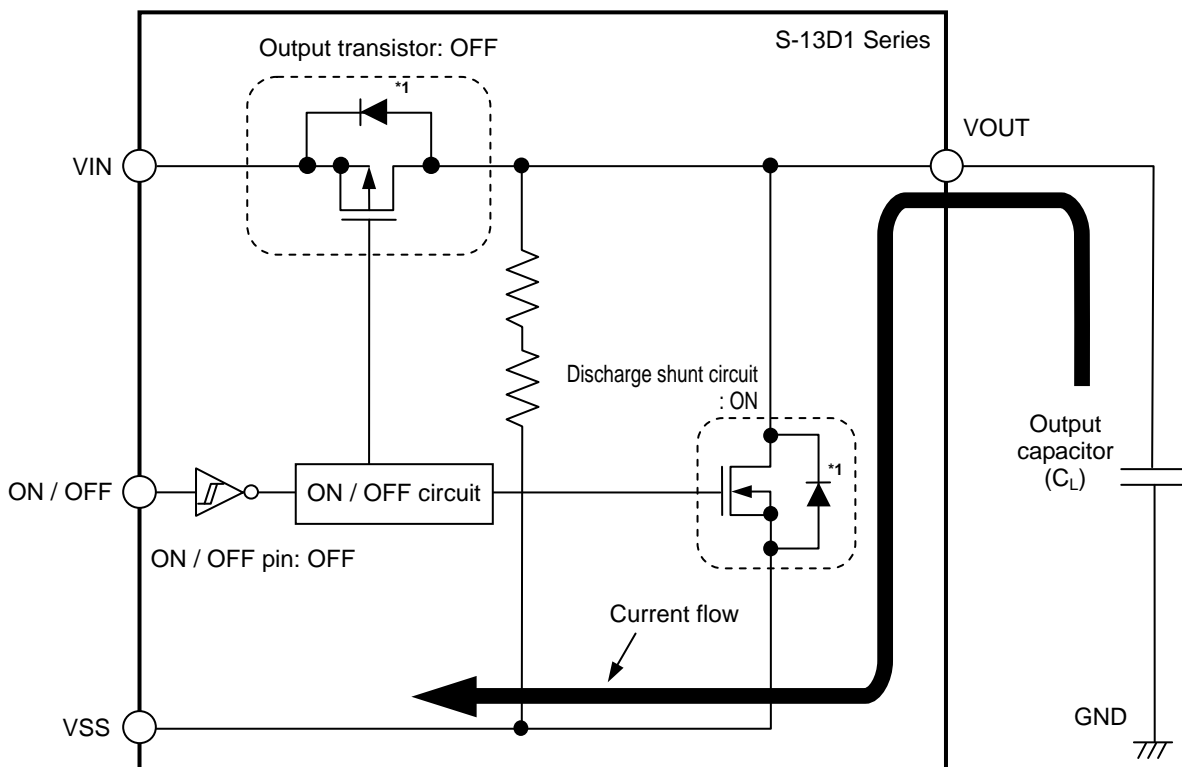 S-13D1 Series
Output transistor: OFF
*1
VOUT
VIN
Discharge shunt circuit
: ON
*1
Output
capacitor
(CL)
ON / OFF
ON / OFF circuit
ON / OFF pin: OFF
Current flow
VSS
GND